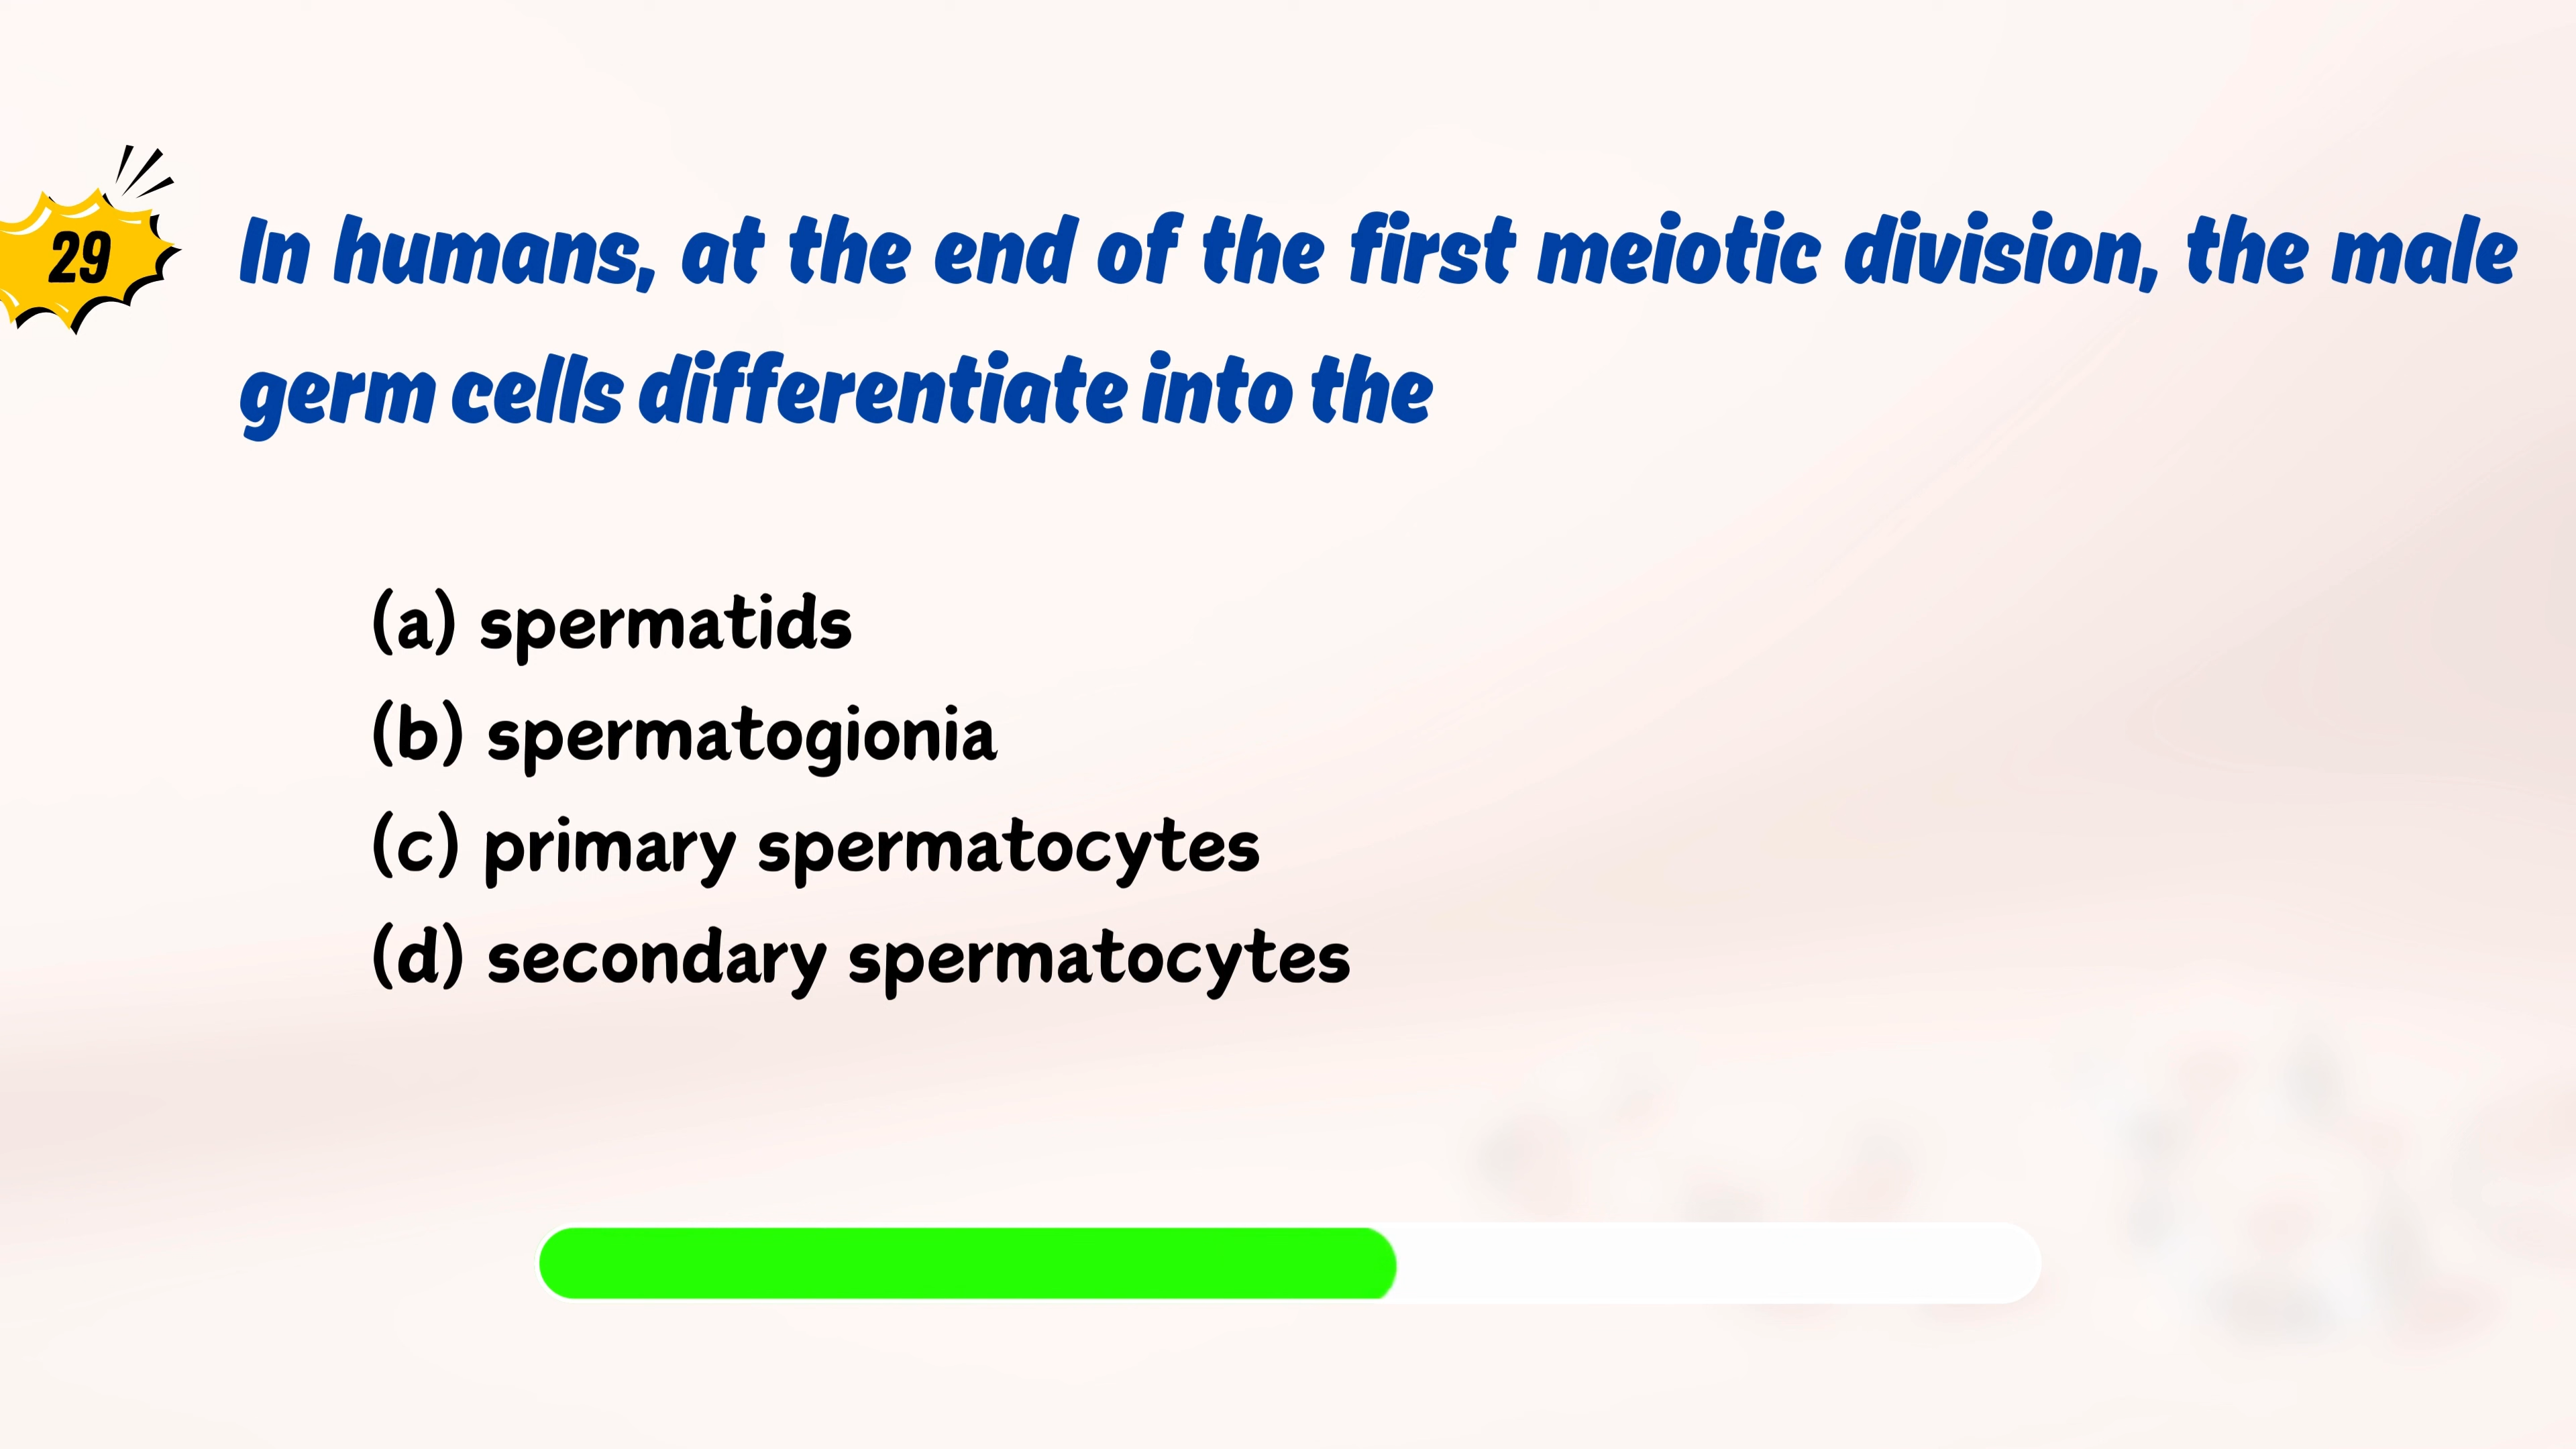 29
In humans, at the end of the first meiotic division, the male
germ cells differentiate into the
(a) spermatids
(b) spermatogionia
(c) primary spermatocytes
(d) secondary spermatocytes